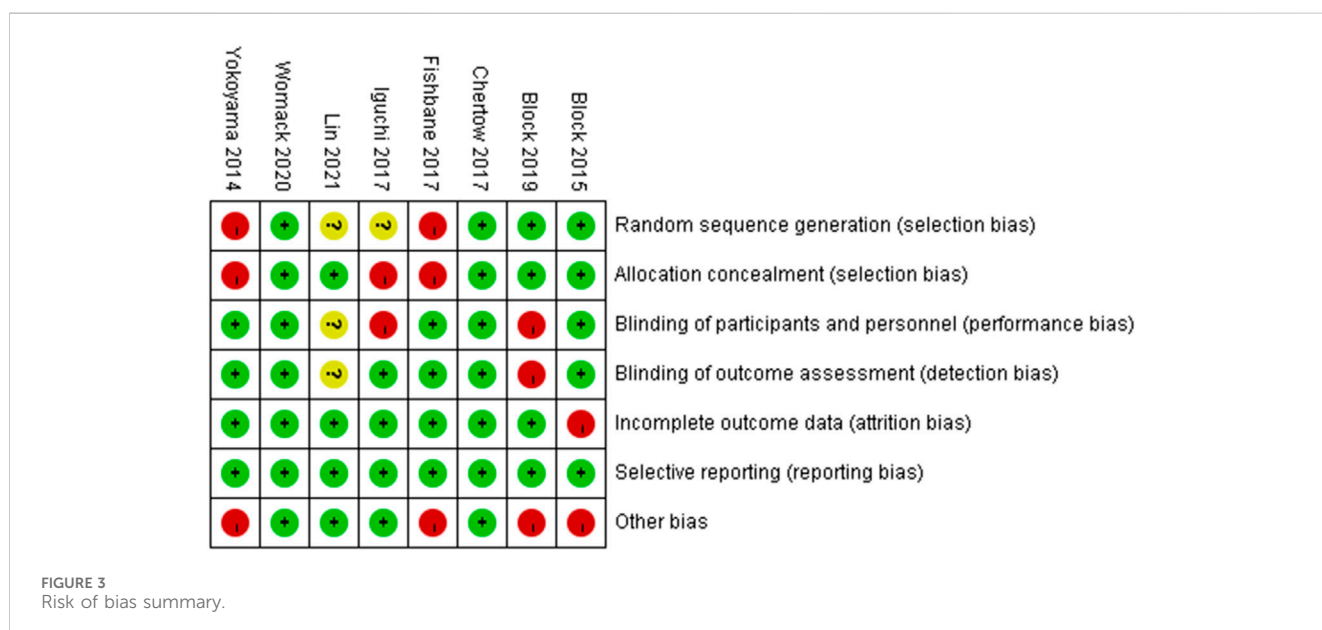 Yokoyama 2014
Womack 2020
Lin 2021
Iguchi 2017
Fishbane 2017
Chertow 2017
Block 2019
Block 2015
- + ? ? - + + + Random sequence generation (selection bias)
- + + - - + + + Allocation concealment (selection bias)
+ + ? - + + - + Blinding of participants and personnel (performance bias)
+ + ? + + + - + Blinding of outcome assessment (detection bias)
+ + + + + + + - Incomplete outcome data (attrition bias)
+ + + + + + + + Selective reporting (reporting bias)
- + + + - + - - Other bias
FIGURE 3
Risk of bias summary.